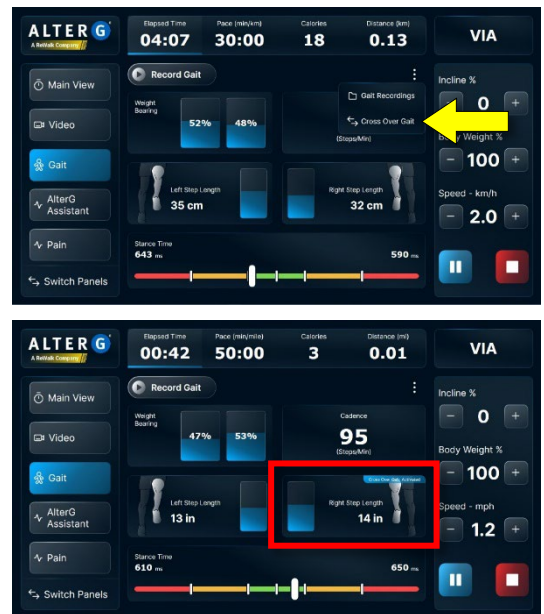 ALTER G
A ReWalk Company
Elapsed Time
04:07
Pace (min/km)
30:00
Calories
18
Distance (km)
0.13
VIA
Main View
Video
Gait
AlterG
Assistant
Pain
Switch Panels
Record Gait
Gait Recordings
Cross Over Gait
(Steps/Min)
Weight
Bearing
52%
48%
Left Step Length
35 cm
Right Step Length
32 cm
Stance Time
643 ms
590 ms
Incline %
- 0 +
Body Weight %
- 100 +
Speed - km/h
- 2.0 +
ALTER G
A ReWalk Company
Elapsed Time
00:42
Pace (min/mile)
50:00
Calories
3
Distance (mi)
0.01
VIA
Main View
Video
Gait
AlterG
Assistant
Pain
Switch Panels
Record Gait
Weight
Bearing
47%
53%
Cadence
95
(Steps/Min)
Left Step Length
13 in
Cross Over Gait Activated
Right Step Length
14 in
Stance Time
610 ms
650 ms
Incline %
- 0 +
Body Weight %
- 100 +
Speed - mph
- 1.2 +